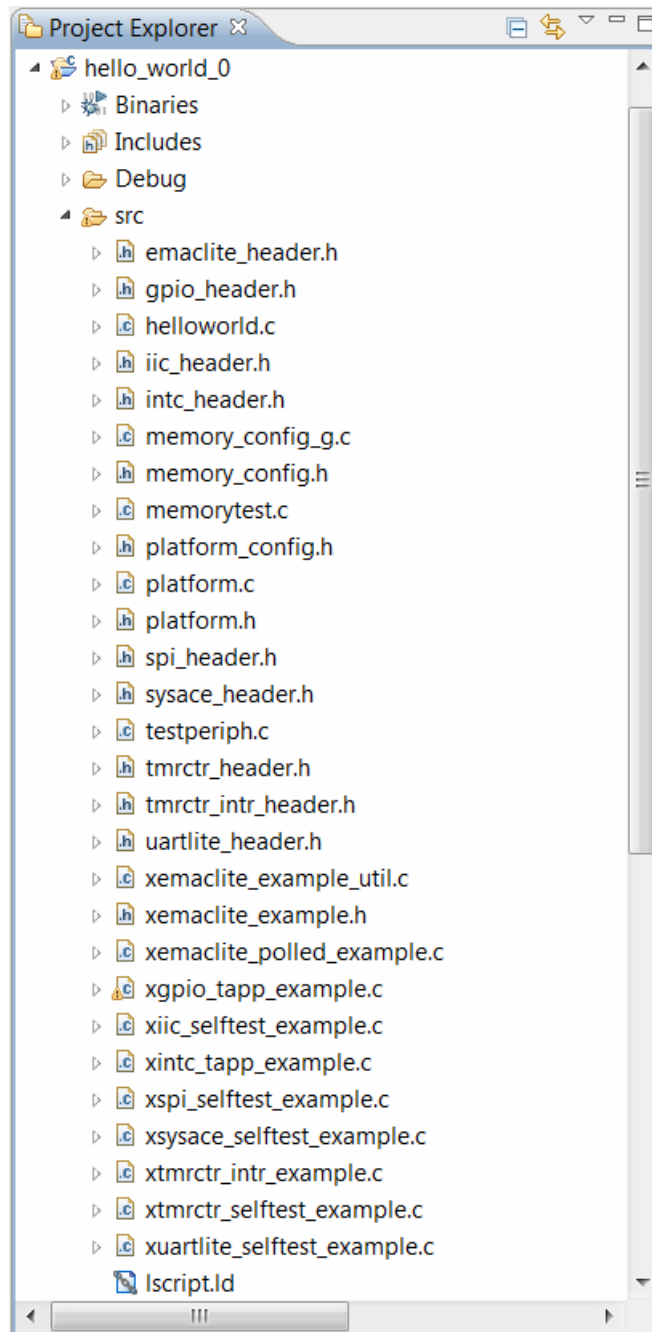 Project Explorer
hello_world_0
Binaries
Includes
Debug
src
emaclite_header.h
gpio_header.h
helloworld.c
iic_header.h
intc_header.h
memory_config_g.c
memory_config.h
memorytest.c
platform_config.h
platform.c
platform.h
spi_header.h
sysace_header.h
testperiph.c
tmrctr_header.h
tmrctr_intr_header.h
uartlite_header.h
xemaclite_example_util.c
xemaclite_example.h
xemaclite_polled_example.c
xgpio_tapp_example.c
xiic_selftest_example.c
xintc_tapp_example.c
xspi_selftest_example.c
xsysace_selftest_example.c
xtmrctr_intr_example.c
xtmrctr_selftest_example.c
xuartlite_selftest_example.c
lscript.ld